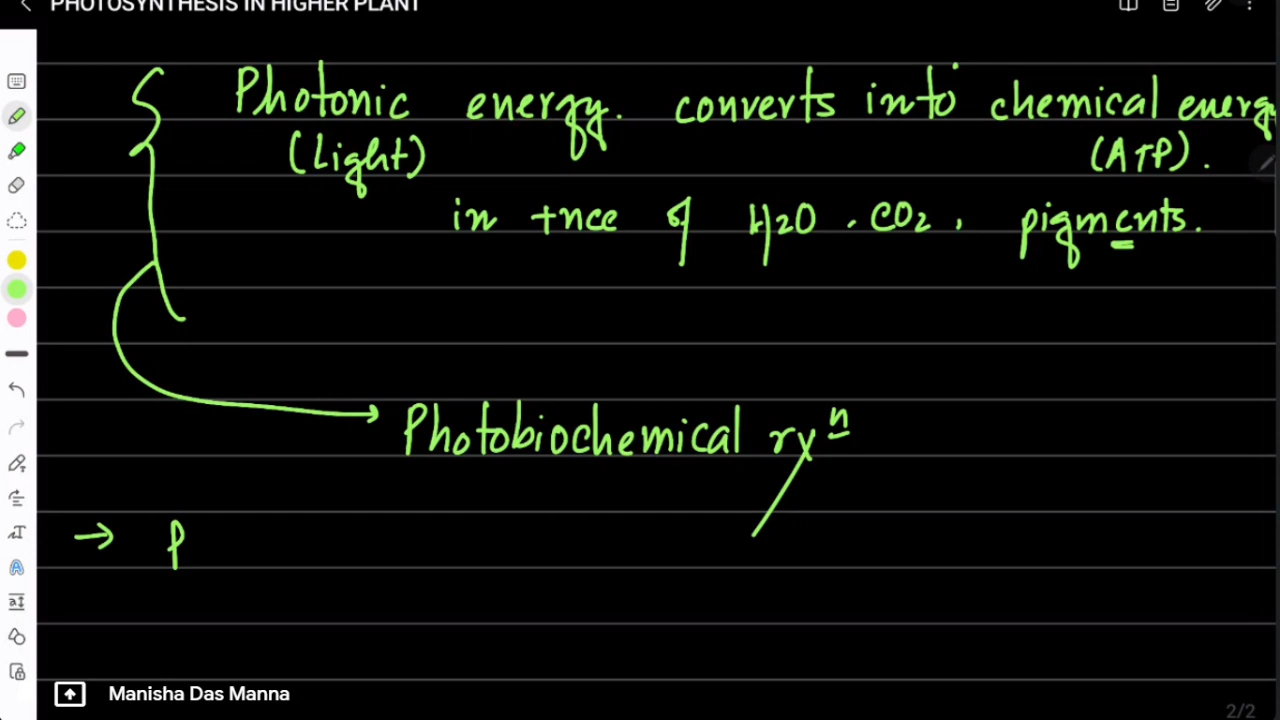 PHOTOSYNTHESIS IN HIGHER PLANT
Photonic energy. converts into chemical energy
(Light) (ATP).
in +nce of H2O. CO2, pigments.
→ Photobiochemical rxn
→ P
Manisha Das Manna
2/2